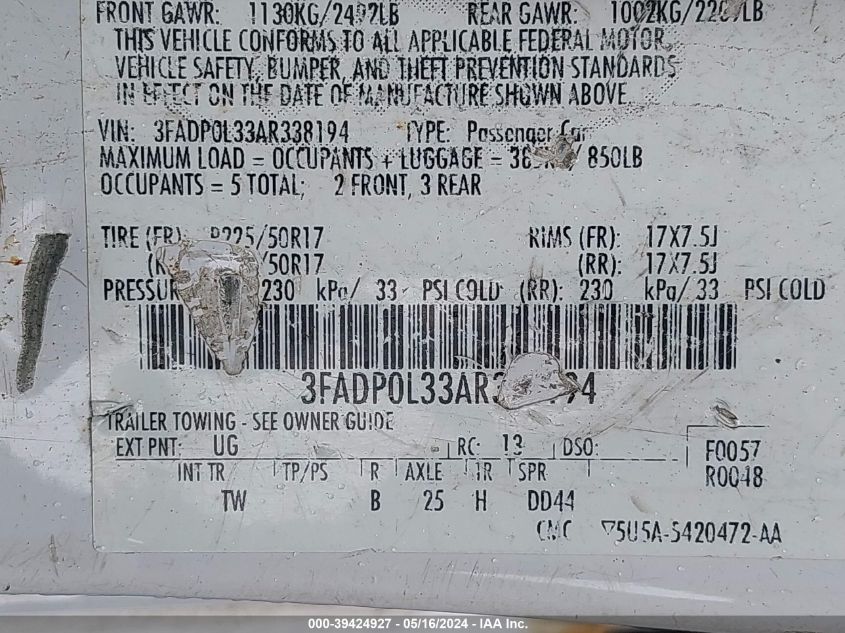 FRONT GAWR: 1130KG/2492LB REAR GAWR: 1002KG/LB
THIS VEHICLE CONFORMS TO ALL APPLICABLE FEDERAL MOTOR
VEHICLE SAFETY, BUMPER, AND THEFT PREVENTION STANDARDS
IN EFFECT ON THE DATE OF MANUFACTURE SHOWN ABOVE.
VIN: 3FADP0L33AR338194 TYPE: Passenger Car
MAXIMUM LOAD = OCCUPANTS + LUGGAGE = / 850LB
OCCUPANTS = 5 TOTAL; 2 FRONT, 3 REAR
TIRE (FR): P225/50R17 RIMS (FR): 17X7.5J
/50R17 (RR): 17X7.5J
PRESSUR 230 kPa/ 33 PSI COLD (RR): 230 kPa/ 33 PSI COLD
3FADP0L33AR 94
TRAILER TOWING - SEE OWNER GUIDE
EXT PNT: UG RC: 13 DSO: F0057
R0048
INT TR TP/PS R AXLE TR SPR
TW B 25 H DD44
CMC 5U5A-5420472-AA
000-39424927 - 05/16/2024 - IAA Inc.